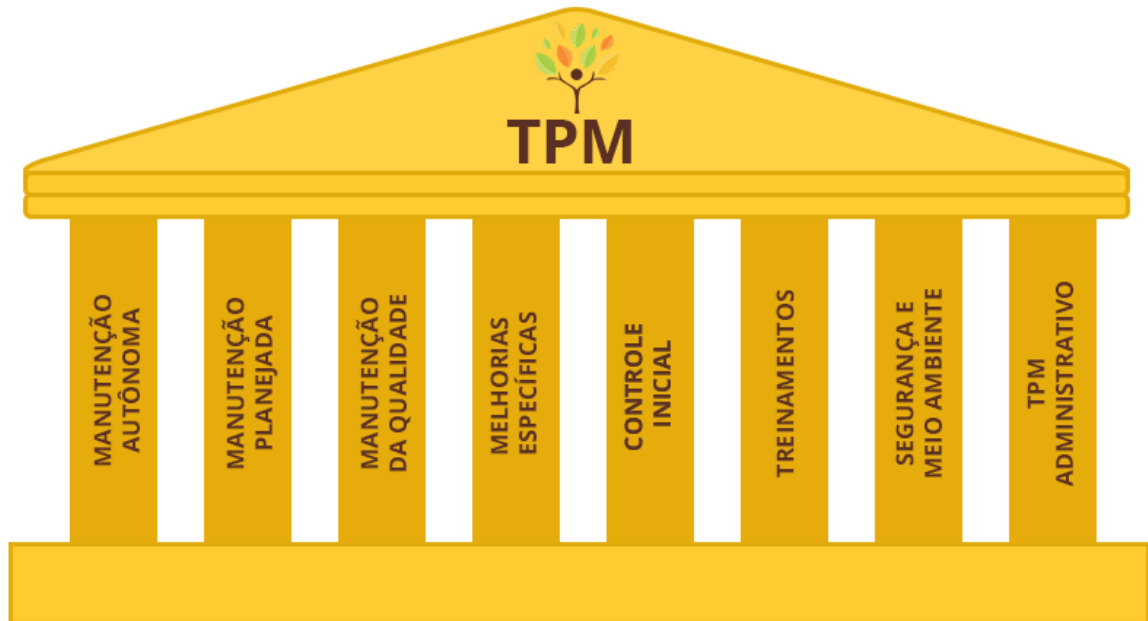 TPM
MANUTENÇÃO
AUTÔNOMA
MANUTENÇÃO
PLANEJADA
MANUTENÇÃO
DA QUALIDADE
MELHORIAS
ESPECÍFICAS
CONTROLE
INICIAL
TREINAMENTOS
SEGURANÇA E
MEIO AMBIENTE
TPM
ADMINISTRATIVO